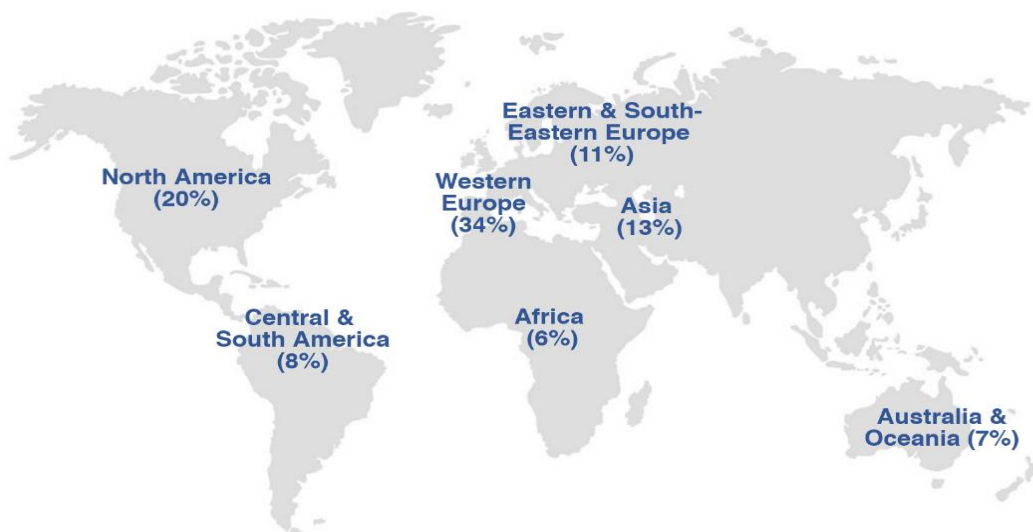 Eastern & South-
Eastern Europe
(11%)
North America
(20%)
Western
Europe
(34%)
Asia
(13%)
Central &
South America
(8%)
Africa
(6%)
Australia &
Oceania (7%)